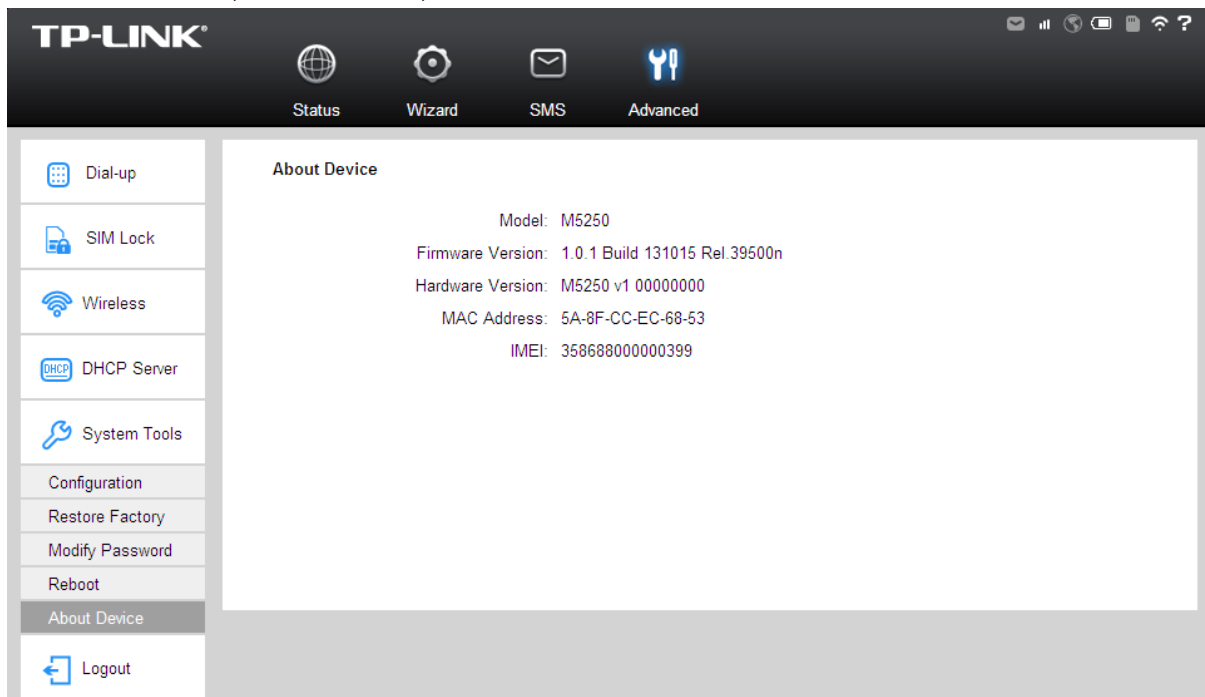 TP-LINK®
?
Status Wizard SMS Advanced
Dial-up
SIM Lock
Wireless
DHCP DHCP Server
System Tools
Configuration
Restore Factory
Modify Password
Reboot
About Device
Logout
About Device
Model: M5250
Firmware Version: 1.0.1 Build 131015 Rel.39500n
Hardware Version: M5250 v1 00000000
MAC Address: 5A-8F-CC-EC-68-53
IMEI: 358688000000399